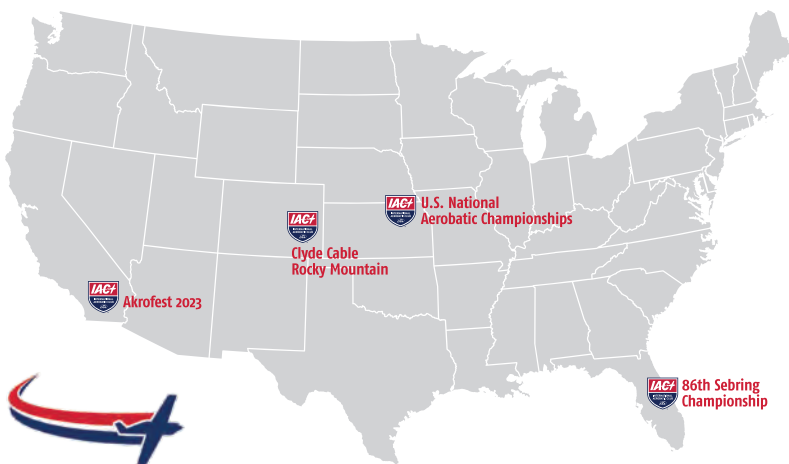 IAC
U.S. National
Aerobatic Championships
IAC
Clyde Cable
Rocky Mountain
IAC
Akrofest 2023
IAC
86th Sebring
Championship